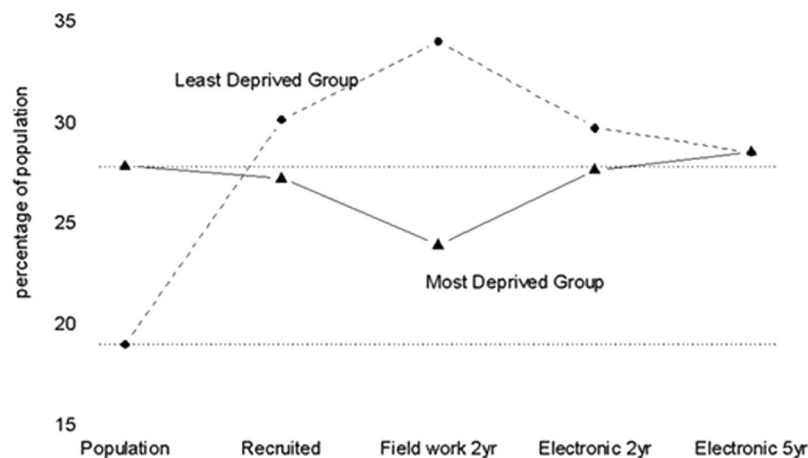 35
Least Deprived Group
30
percentage of population
25
Most Deprived Group
20
15
Population Recruited Field work 2yr Electronic 2yr Electronic 5yr